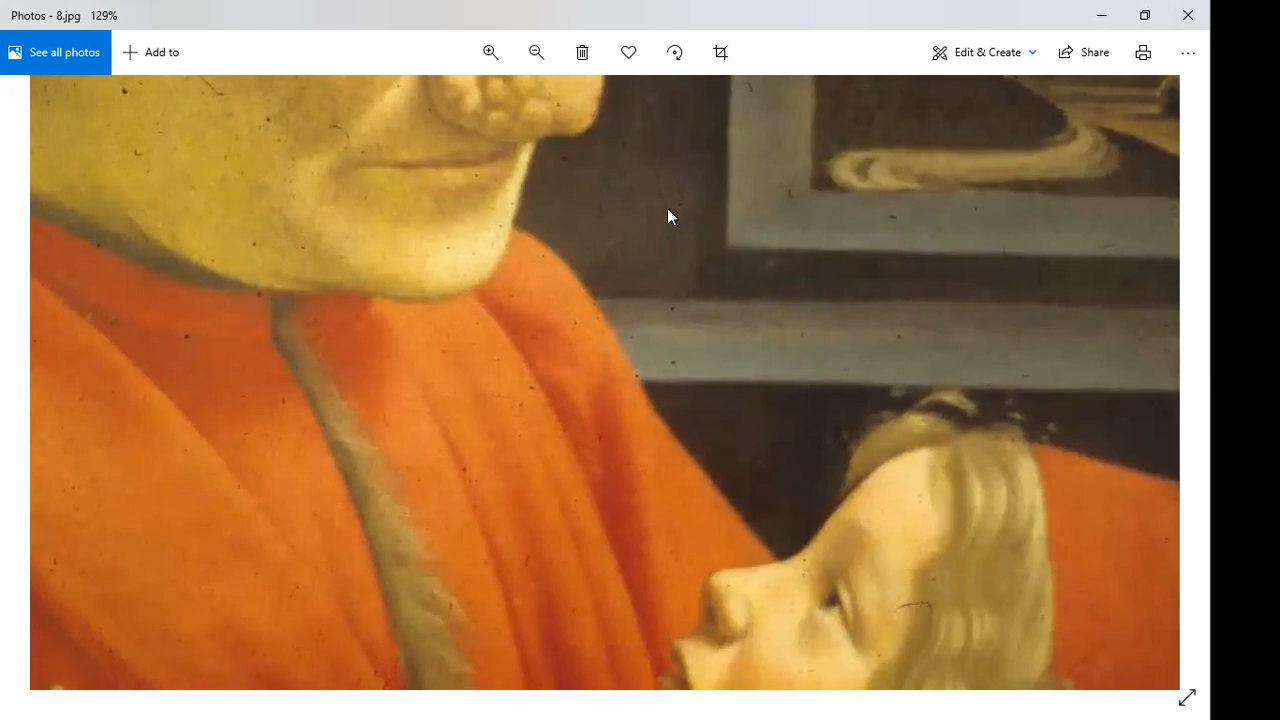 Photos - 8.jpg 129%
See all photos
Add to
Edit & Create
Share